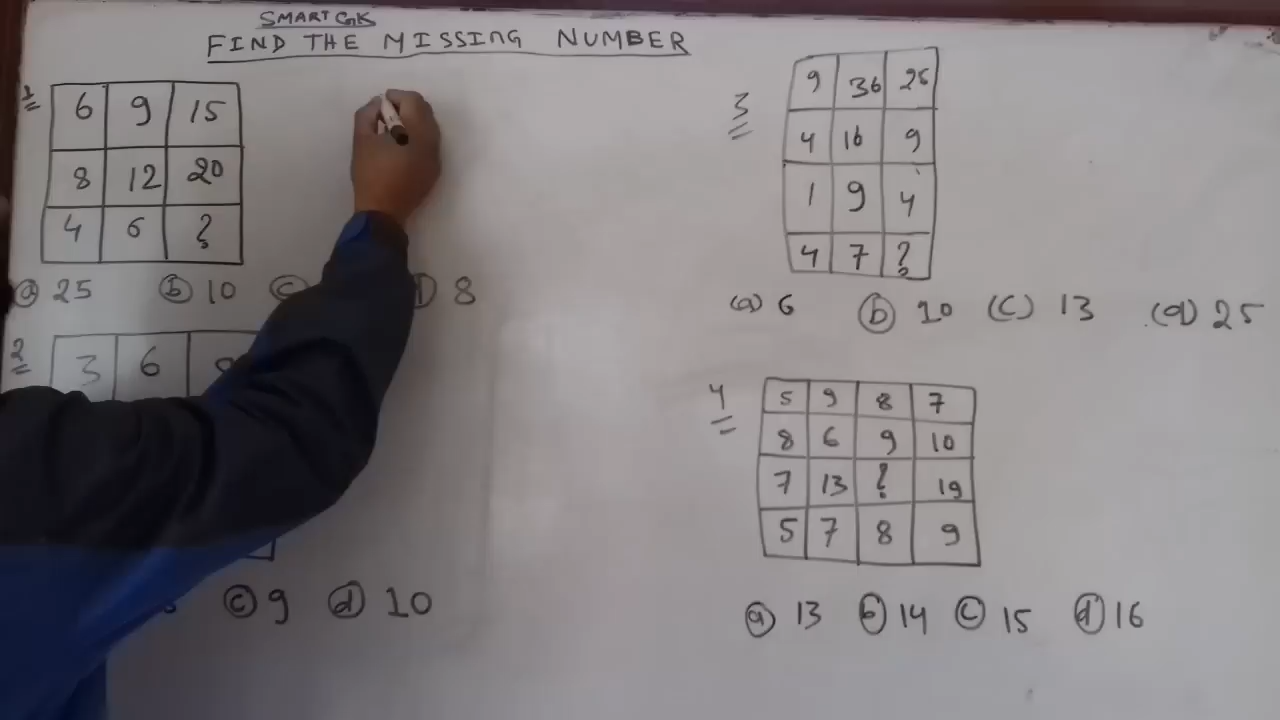 SMART GK
FIND THE MISSING NUMBER
1
6 9 15
8 12 20
4 6 ?
ⓐ 25 ⓑ 10 ⓒ ⓓ 8
2
3 6
ⓒ 9 ⓓ 10
3
9 36 25
4 16 9
1 9 4
4 7 ?
(a) 6 ⓑ 10 (C) 13 (d) 25
4
5 9 8 7
8 6 9 10
7 13 ? 19
5 7 8 9
ⓐ 13 ⓑ 14 ⓒ 15 ⓓ 16